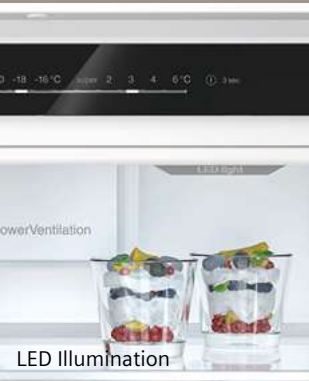 -18 -16°C super 2 3 4 6°C 3 sec.
LED light
owerVentilation
LED Illumination